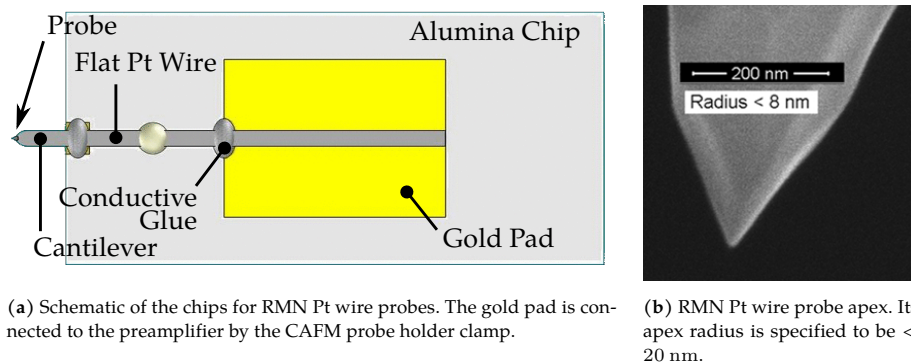 Probe
Alumina Chip
Flat Pt Wire
Conductive
Glue
Gold Pad
Cantilever
200 nm
Radius < 8 nm
(a) Schematic of the chips for RMN Pt wire probes. The gold pad is con-
nected to the preamplifier by the CAFM probe holder clamp.
(b) RMN Pt wire probe apex. It
apex radius is specified to be <
20 nm.